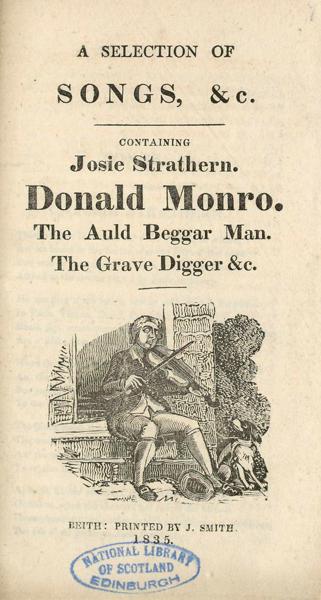 A SELECTION OF
SONGS, &c.
CONTAINING
Josie Strathern.
Donald Monro.
The Auld Beggar Man.
The Grave Digger &c.
BEITH: PRINTED BY J. SMITH.
1835.
NATIONAL LIBRARY
OF SCOTLAND
EDINBURGH